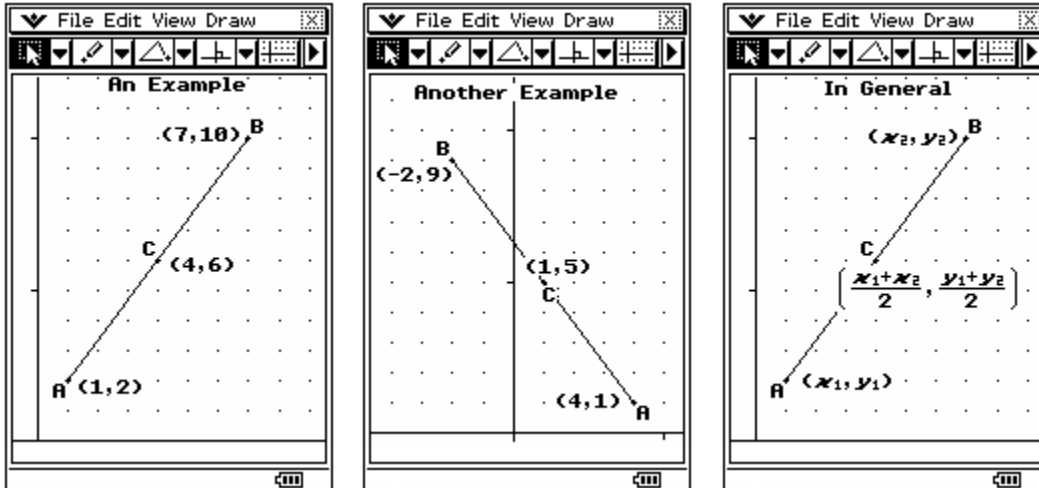 File Edit View Draw
An Example
(7,10) B
C
(4,6)
A (1,2)
File Edit View Draw
Another Example
B
(-2,9)
(1,5)
C
(4,1)
A
File Edit View Draw
In General
(x₂, y₂) B
C
(x₁+x₂/2, y₁+y₂/2)
A (x₁, y₁)